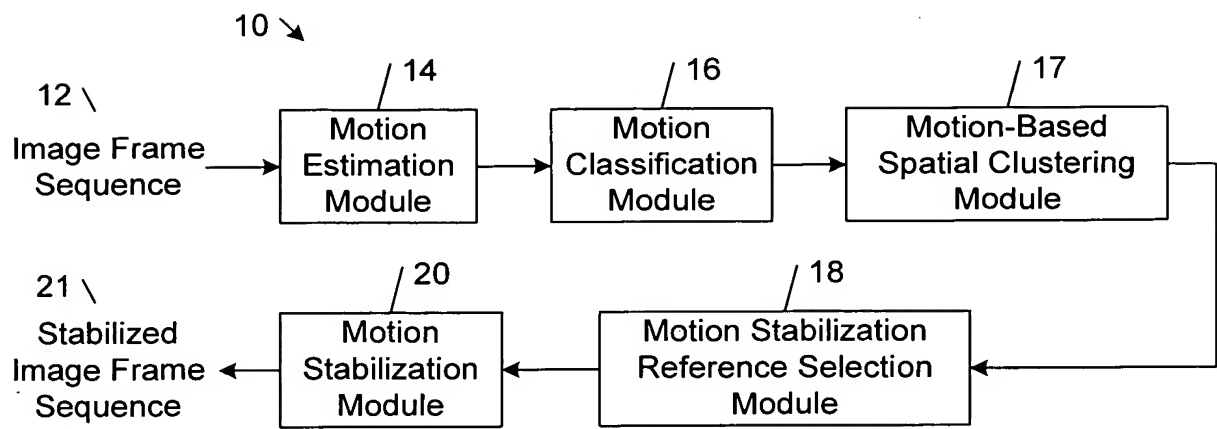 10
12
Image Frame
Sequence
14
Motion
Estimation
Module
16
Motion
Classification
Module
17
Motion-Based
Spatial Clustering
Module
21
Stabilized
Image Frame
Sequence
20
Motion
Stabilization
Module
18
Motion Stabilization
Reference Selection
Module